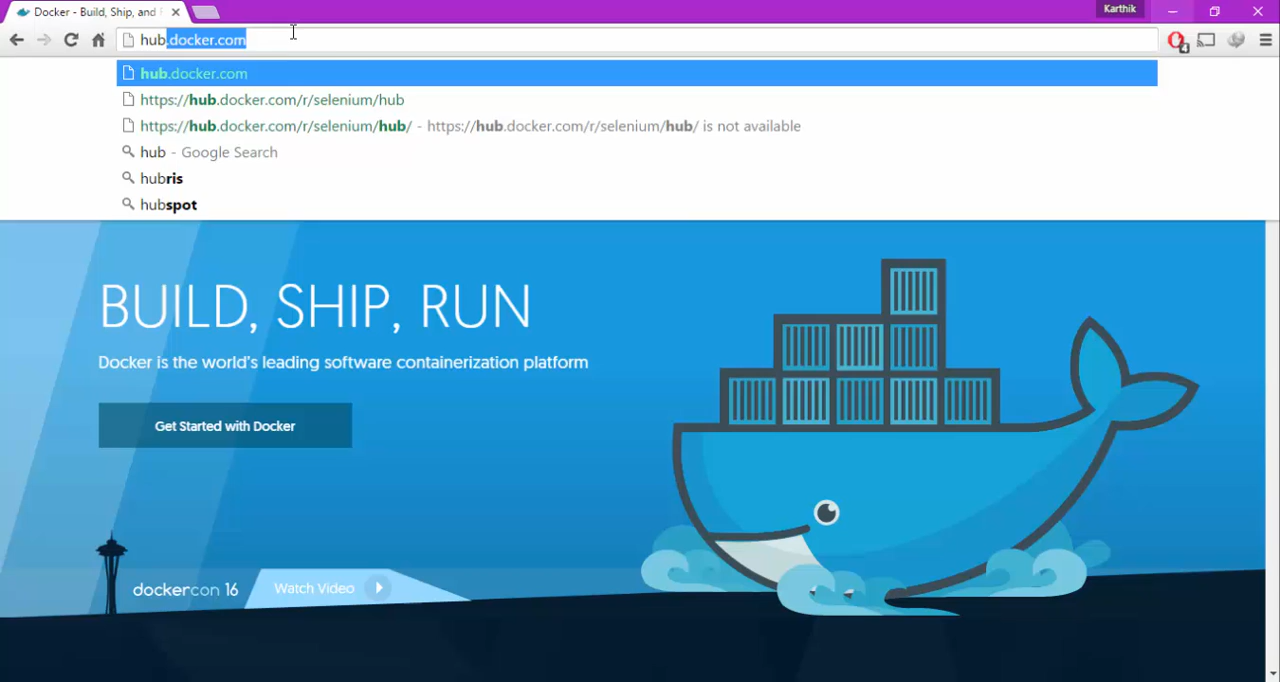 Docker - Build, Ship, and
Karthik
hub.docker.com
hub.docker.com
https://hub.docker.com/r/selenium/hub
https://hub.docker.com/r/selenium/hub/ - https://hub.docker.com/r/selenium/hub/ is not available
hub - Google Search
hubris
hubspot
BUILD, SHIP, RUN
Docker is the world's leading software containerization platform
Get Started with Docker
dockercon 16
Watch Video